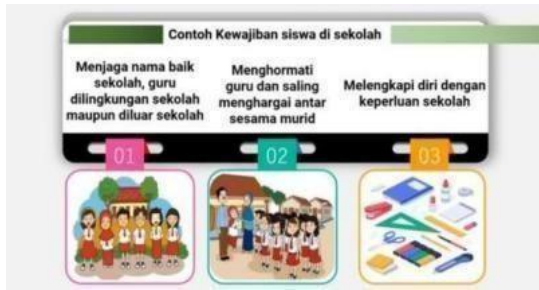 Contoh Kewajiban siswa di sekolah
Menjaga nama baik
sekolah, guru
dilingkungan sekolah
maupun diluar sekolah
Menghormati
guru dan saling
menghargai antar
sesama murid
Melengkapi diri dengan
keperluan sekolah
01
02
03